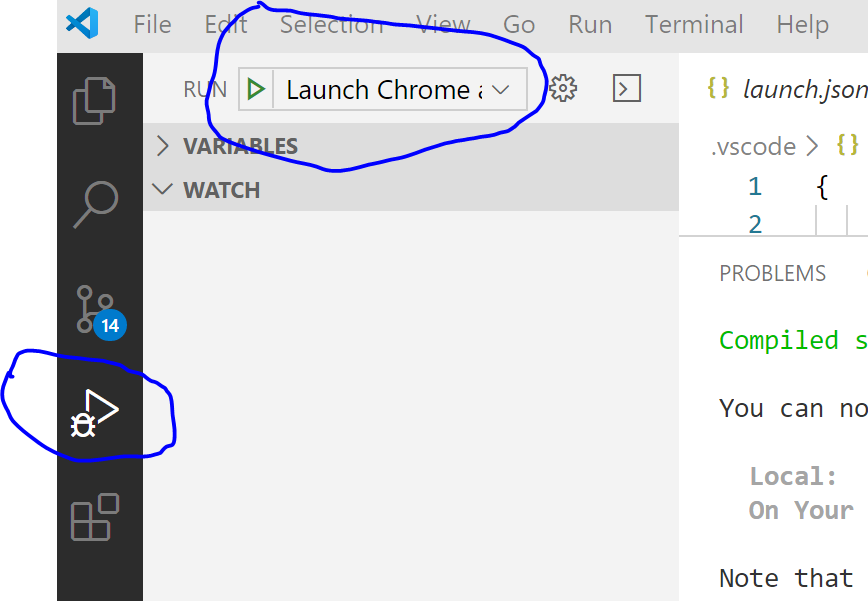 File Edit Selection View Go Run Terminal Help
RUN Launch Chrome
VARIABLES
WATCH
14
{} launch.json
.vscode > {}
1 {
2
PROBLEMS
Compiled s
You can no
Local:
On Your
Note that